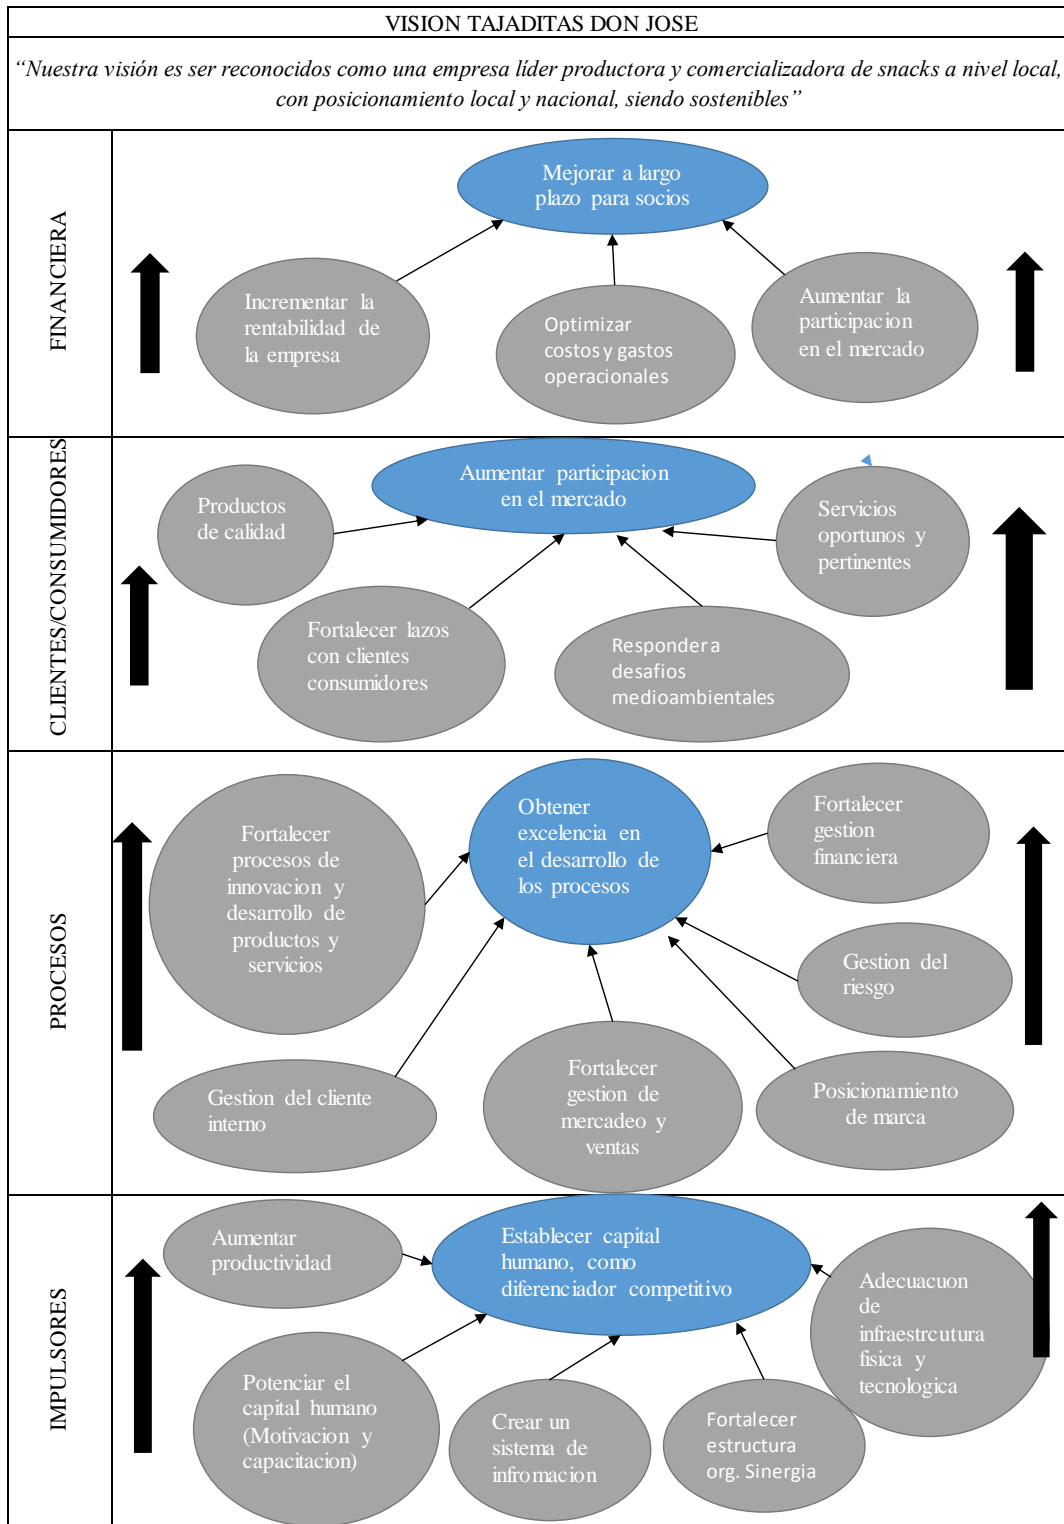 VISION TAJADITAS DON JOSE
“Nuestra visión es ser reconocidos como una empresa líder productora y comercializadora de snacks a nivel local,
con posicionamiento local y nacional, siendo sostenibles”
FINANCIERA
Mejorar a largo
plazo para socios
Incrementar la
rentabilidad de
la empresa
Optimizar
costos y gastos
operacionales
Aumentar la
participacion
en el mercado
CLIENTES/CONSUMIDORES
Aumentar participacion
en el mercado
Productos
de calidad
Servicios
oportunos y
pertinentes
Fortalecer lazos
con clientes
consumidores
Responder a
desafios
medioambientales
PROCESOS
Obtener
excelencia en
el desarrollo de
los procesos
Fortalecer
procesos de
innovacion y
desarrollo de
productos y
servicios
Fortalecer
gestion
financiera
Gestion del
riesgo
Gestion del cliente
interno
Fortalecer
gestion de
mercadeo y
ventas
Posicionamiento
de marca
IMPULSORES
Aumentar
productividad
Establecer capital
humano, como
diferenciador competitivo
Adecuacuon
de
infraestrcutura
fisica y
tecnologica
Potenciar el
capital humano
(Motivacion y
capacitacion)
Crear un
sistema de
infromacion
Fortalecer
estructura
org. Sinergia